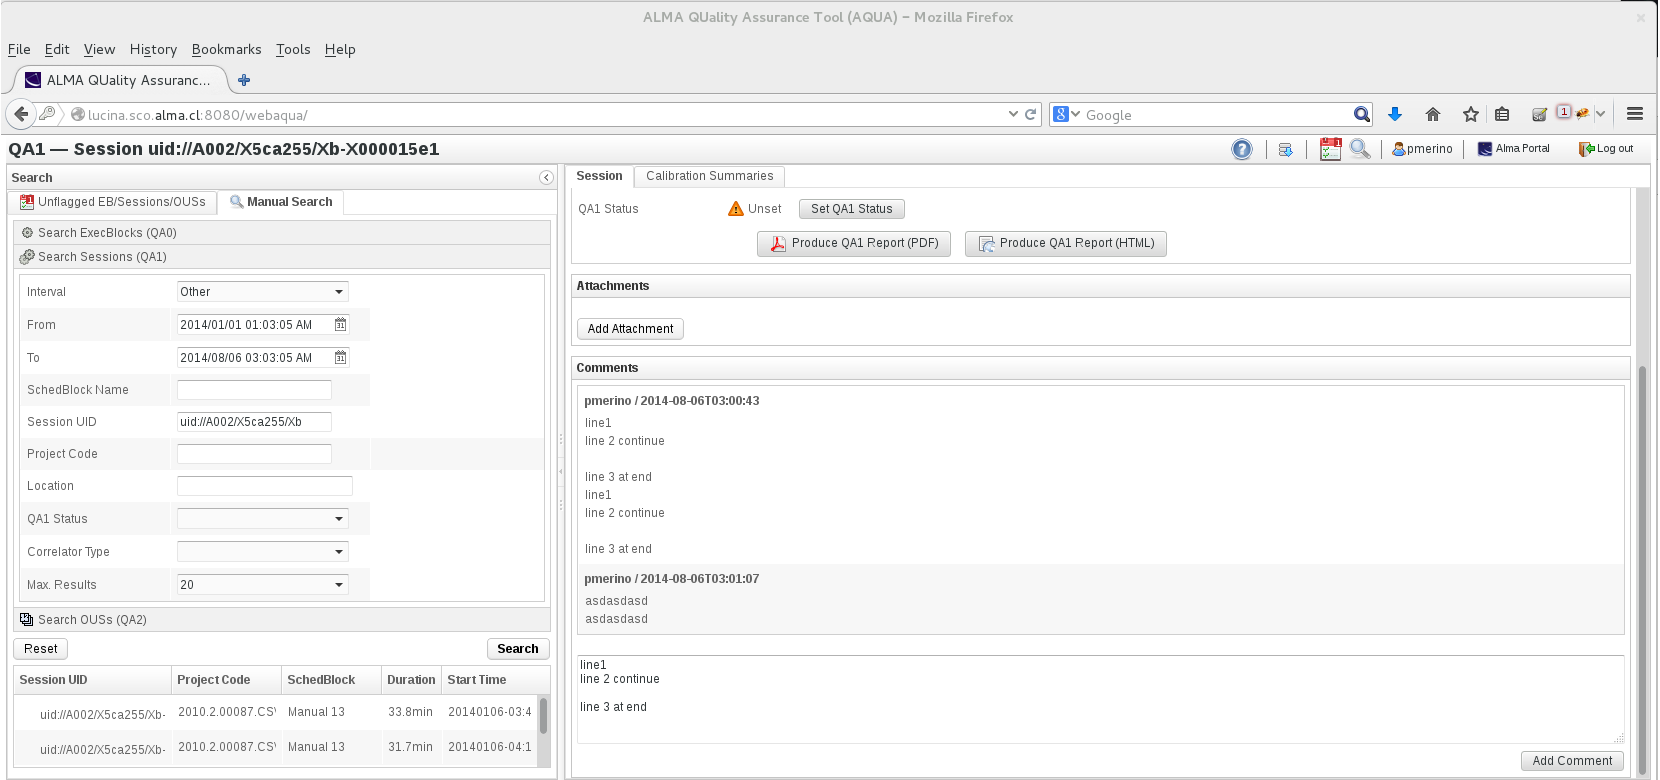 ALMA QUality Assurance Tool (AQUA) – Mozilla Firefox
File Edit View History Bookmarks Tools Help
ALMA QUality Assuranc...
lucina.sco.alma.cl:8080/webaqua/
8 Google
1
QA1 — Session uid://A002/X5ca255/Xb-X000015e1
? 1 pmerino Alma Portal Log out
Search
Unflagged EB/Sessions/OUSs Manual Search
Search ExecBlocks (QA0)
Search Sessions (QA1)
Interval Other
From 2014/01/01 01:03:05 AM 31
To 2014/08/06 03:03:05 AM 31
SchedBlock Name
Session UID uid://A002/X5ca255/Xb
Project Code
Location
QA1 Status
Correlator Type
Max. Results 20
Search OUSs (QA2)
Reset Search
Session UID Project Code SchedBlock Duration Start Time
uid://A002/X5ca255/Xb- 2010.2.00087.CSV Manual 13 33.8min 20140106-03:4
uid://A002/X5ca255/Xb- 2010.2.00087.CSV Manual 13 31.7min 20140106-04:1
Session Calibration Summaries
QA1 Status Unset Set QA1 Status
Produce QA1 Report (PDF) Produce QA1 Report (HTML)
Attachments
Add Attachment
Comments
pmerino / 2014-08-06T03:00:43
line1
line 2 continue
line 3 at end
line1
line 2 continue
line 3 at end
pmerino / 2014-08-06T03:01:07
asdasdasd
asdasdasd
line1
line 2 continue
line 3 at end
Add Comment